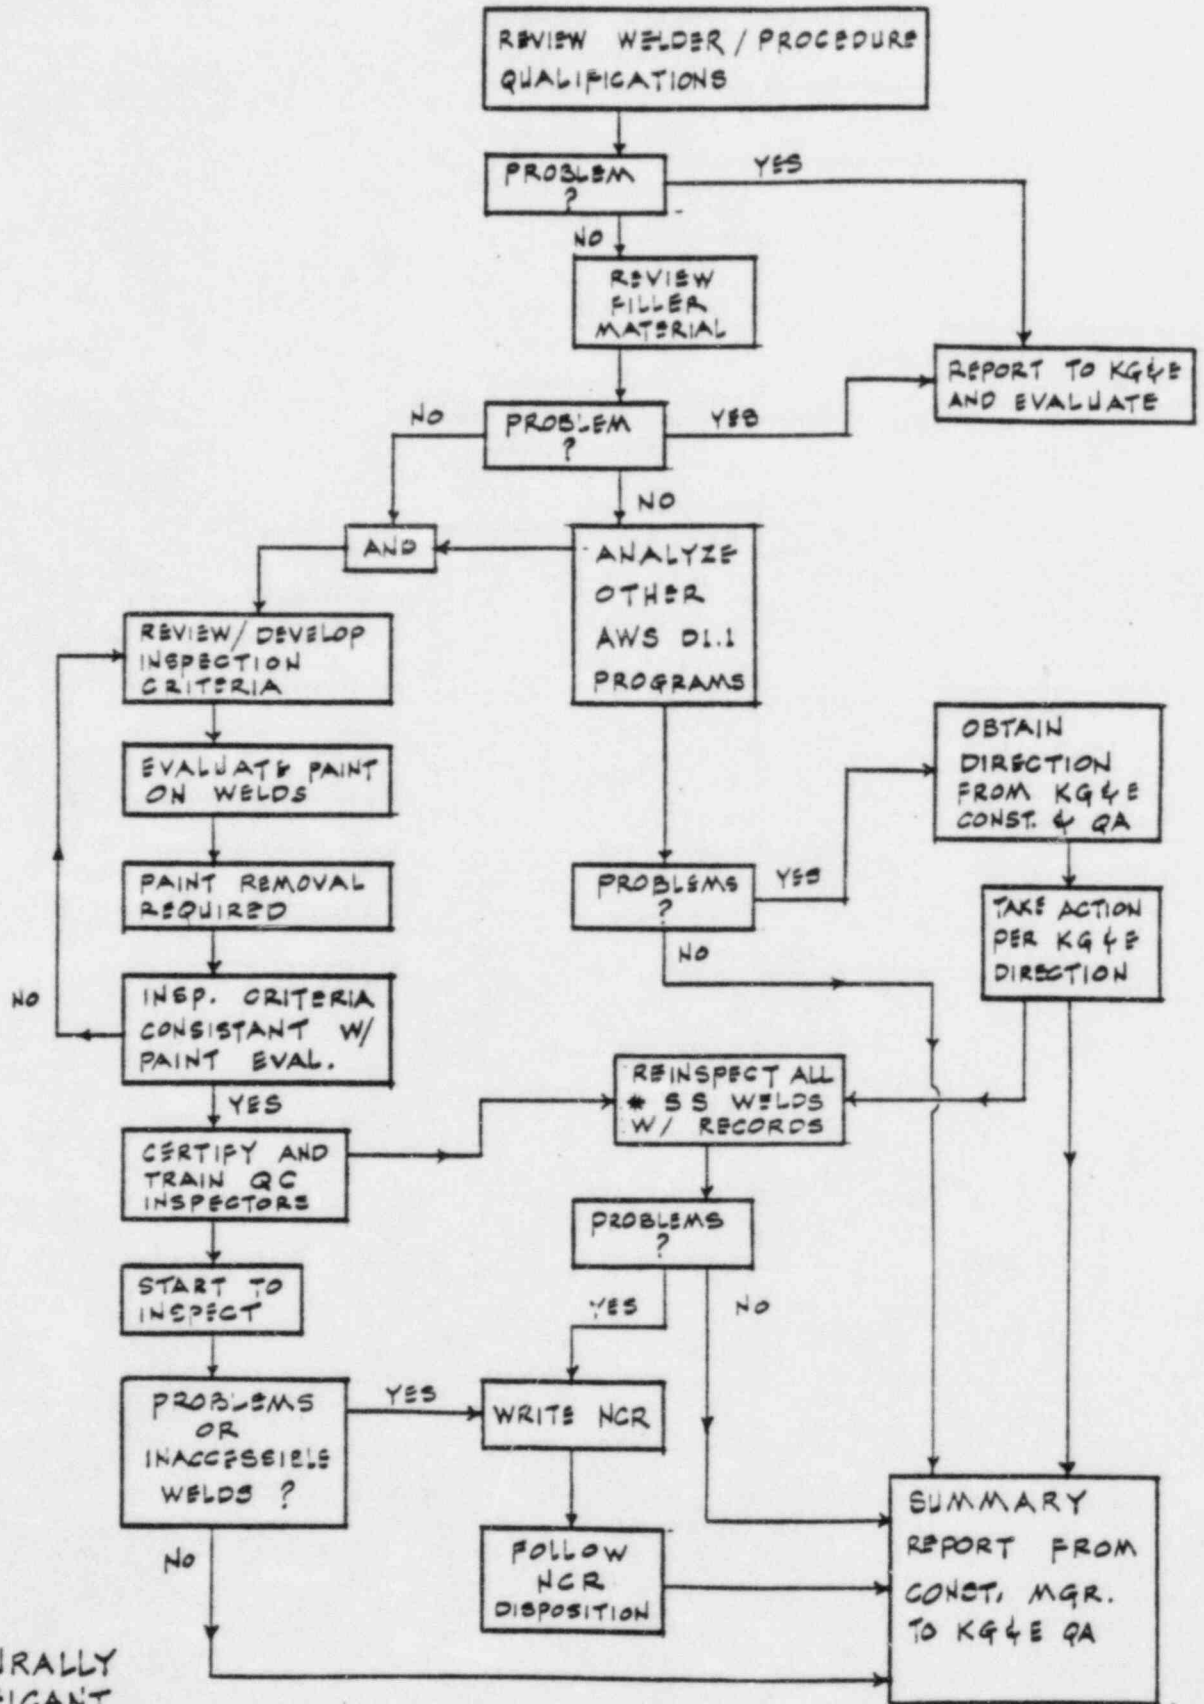 REVIEW WELDER / PROCEDURE
QUALIFICATIONS
PROBLEM
?
YES
NO
REVIEW
FILLER
MATERIAL
REPORT TO KG&E
AND EVALUATE
NO
PROBLEM
?
YES
NO
AND
ANALYZE
OTHER
AWS D1.1
PROGRAMS
REVIEW/DEVELOP
INSPECTION
CRITERIA
OBTAIN
DIRECTION
FROM KG&E
CONST. & QA
EVALUATE PAINT
ON WELDS
PAINT REMOVAL
REQUIRED
PROBLEMS
?
YES
NO
TAKE ACTION
PER KG&E
DIRECTION
NO
INSP. CRITERIA
CONSISTANT W/
PAINT EVAL.
YES
REINSPECT ALL
* SS WELDS
W/ RECORDS
CERTIFY AND
TRAIN QC
INSPECTORS
PROBLEMS
?
YES
NO
START TO
INSPECT
PROBLEMS
OR
INACCESSIBLE
WELDS ?
YES
NO
WRITE NCR
FOLLOW
NCR
DISPOSITION
SUMMARY
REPORT FROM
CONST. MGR.
TO KG&E QA